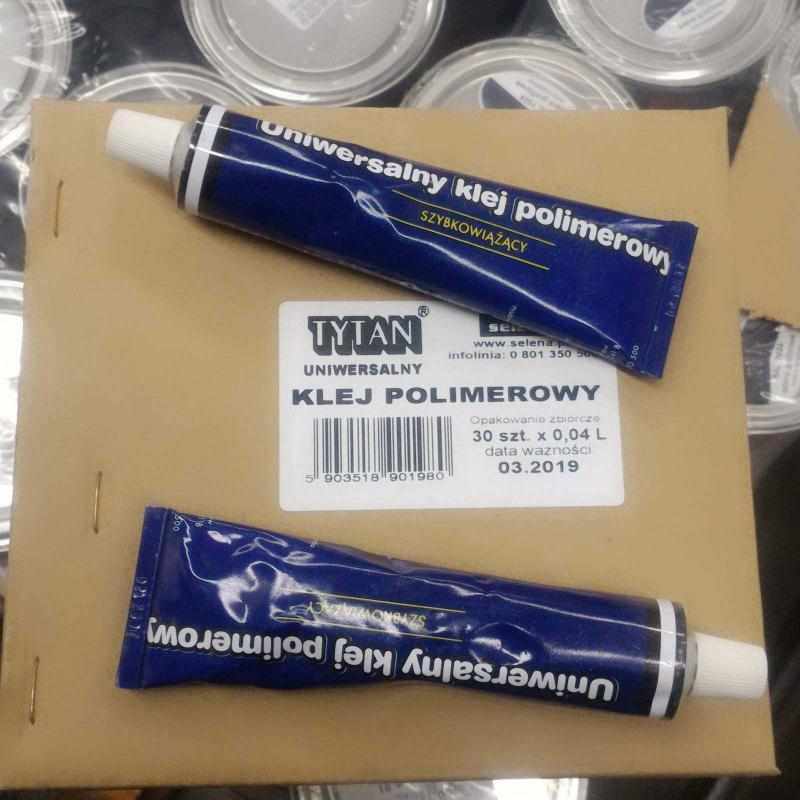 Uniwersalny klej polimerowy
SZYBKOWIĄŻĄCY
TYTAN®
www.selena.p
infolinia: 0 801 350 500
UNIWERSALNY
KLEJ POLIMEROWY
Opakowanie zbiorcze
30 szt. x 0,04 L
data ważności
03.2019
5 903518 901980
SZYBKOWIĄŻĄCY
Uniwersalny klej polimerowy